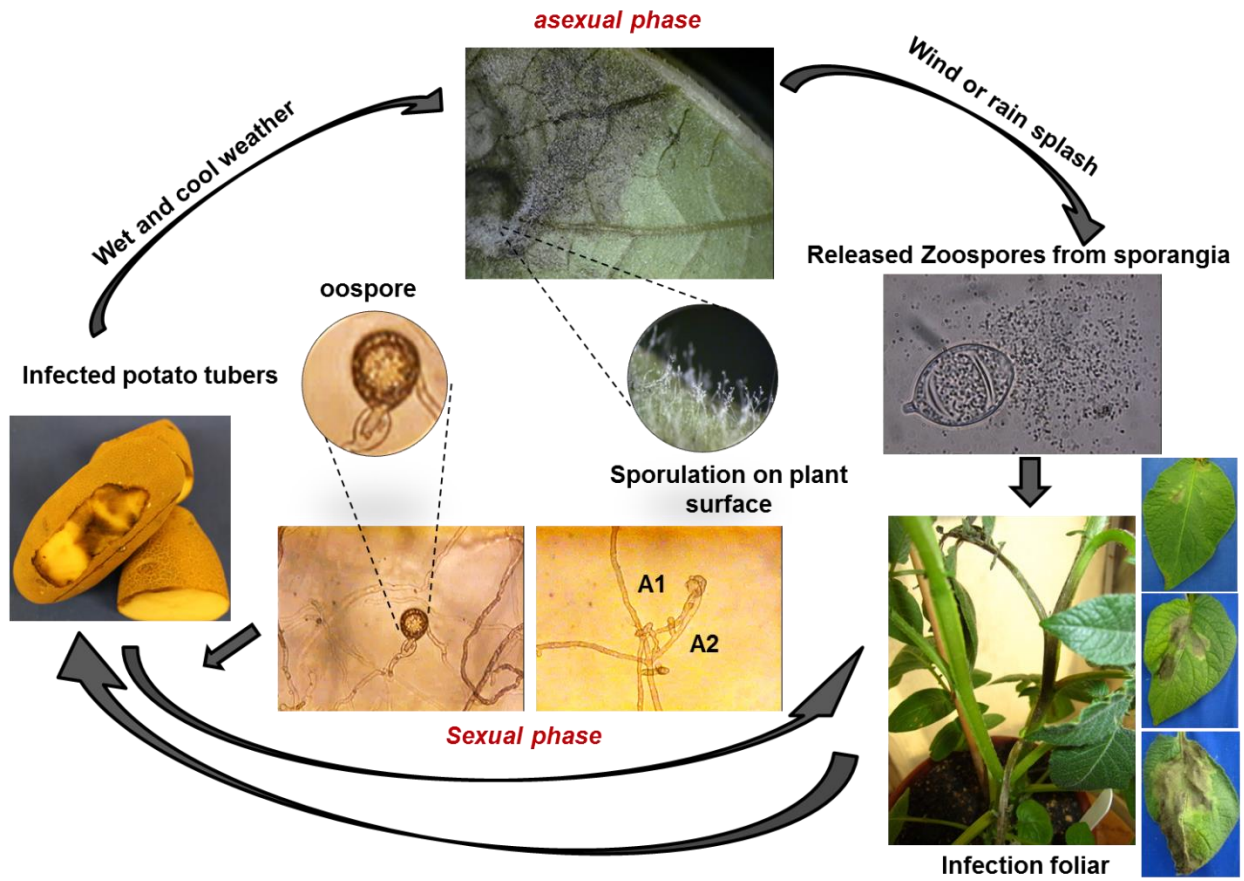 asexual phase
Wet and cool weather
Wind or rain splash
Released Zoospores from sporangia
oospore
Infected potato tubers
Sporulation on plant
surface
A1
A2
Sexual phase
Infection foliar